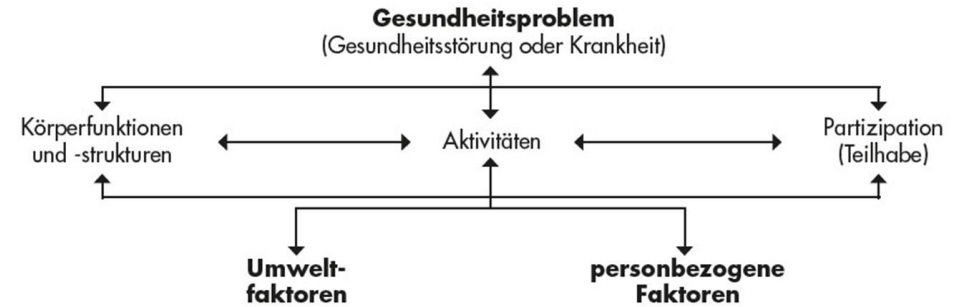 Gesundheitsproblem
(Gesundheitsstörung oder Krankheit)
Körperfunktionen
und -strukturen
Aktivitäten
Partizipation
(Teilhabe)
Umwelt-
faktoren
personbezogene
Faktoren